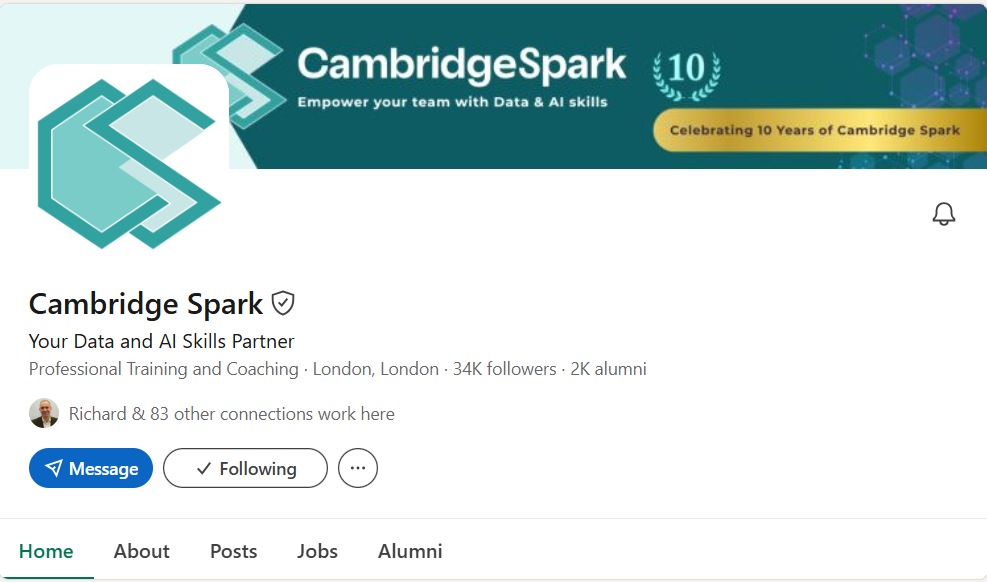 CambridgeSpark
Empower your team with Data & AI skills
10
Celebrating 10 Years of Cambridge Spark
Cambridge Spark
Your Data and AI Skills Partner
Professional Training and Coaching · London, London · 34K followers · 2K alumni
Richard & 83 other connections work here
Message
Following
Home
About
Posts
Jobs
Alumni